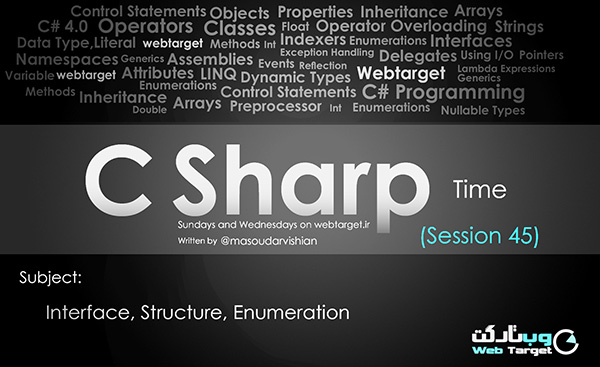 Control Statements Objects Properties Inheritance Arrays
C# 4.0 Operators Classes Float Operator Overloading Strings
Data Type,Literal webtarget Methods Int Indexers Enumerations Interfaces
Namespaces Generics Assemblies Events Exception Handling Delegates Using I/O Pointers
Variable webtarget Attributes LINQ Dynamic Types Reflection Webtarget Lambda Expressions Generics
Methods Inheritance Enumerations Control Statements C# Programming
Double Arrays Preprocessor Int Enumerations Nullable Types
C Sharp Time
Sundays and Wednesdays on webtarget.ir
Written by @masoudarvishian
(Session 45)
Subject:
Interface, Structure, Enumeration
وب تارگت
Web Target